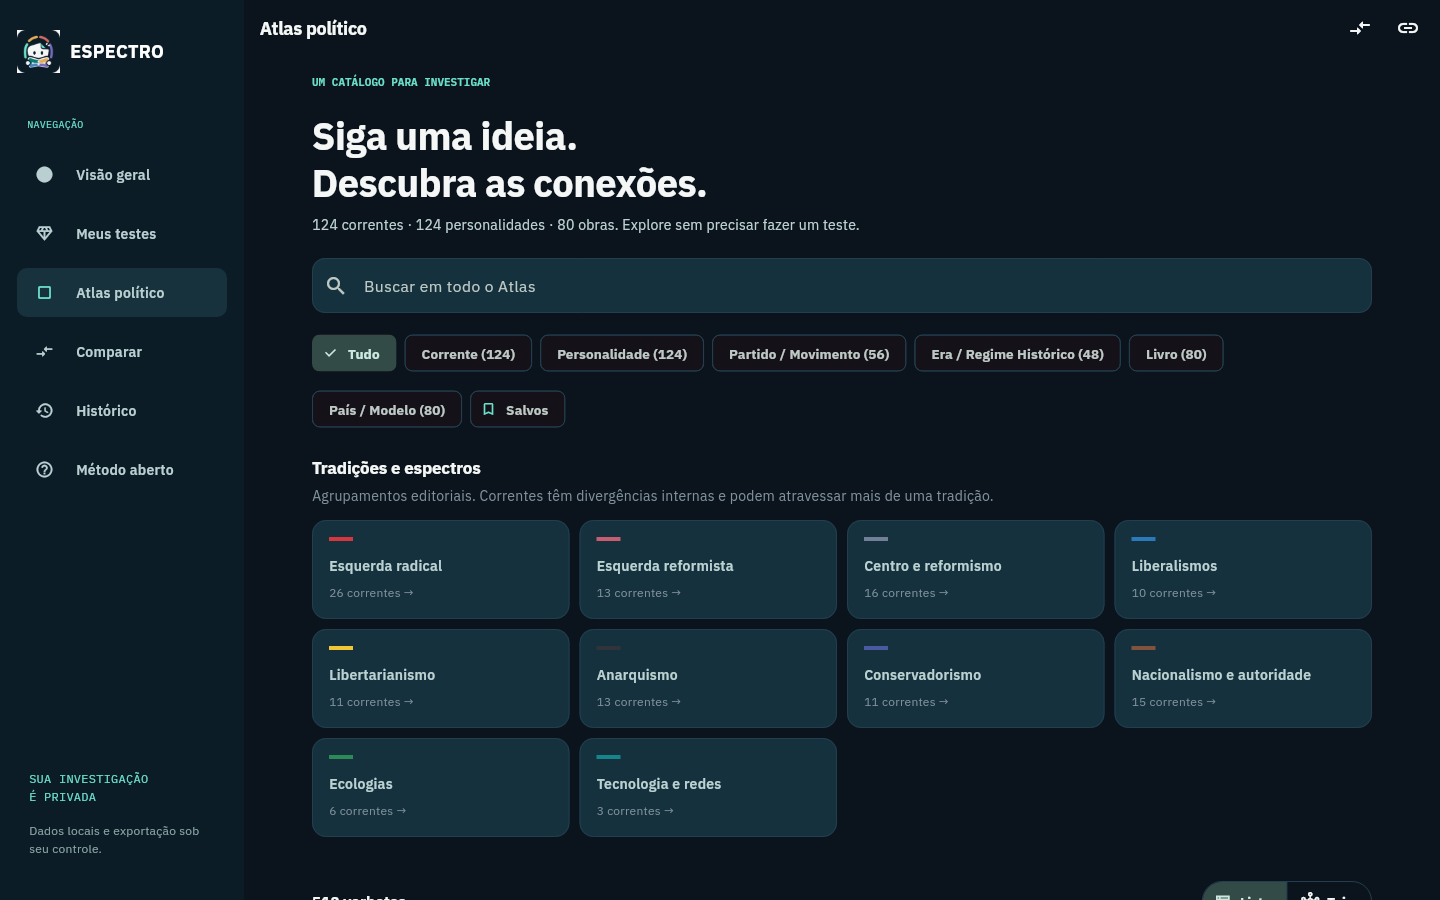 ESPECTRO
NAVEGAÇÃO
Visão geral
Meus testes
Atlas político
Comparar
Histórico
Método aberto
SUA INVESTIGAÇÃO
É PRIVADA
Dados locais e exportação sob
seu controle.
Atlas político
UM CATÁLOGO PARA INVESTIGAR
Siga uma ideia.
Descubra as conexões.
124 correntes · 124 personalidades · 80 obras. Explore sem precisar fazer um teste.
Buscar em todo o Atlas
Tudo
Corrente (124)
Personalidade (124)
Partido / Movimento (56)
Era / Regime Histórico (48)
Livro (80)
País / Modelo (80)
Salvos
Tradições e espectros
Agrupamentos editoriais. Correntes têm divergências internas e podem atravessar mais de uma tradição.
Esquerda radical
26 correntes →
Esquerda reformista
13 correntes →
Centro e reformismo
16 correntes →
Liberalismos
10 correntes →
Libertarianismo
11 correntes →
Anarquismo
13 correntes →
Conservadorismo
11 correntes →
Nacionalismo e autoridade
15 correntes →
Ecologias
6 correntes →
Tecnologia e redes
3 correntes →